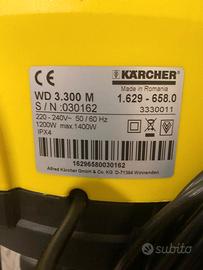 KÄRCHER
WD 3.300 M
Made in Romania
1.629 - 658.0
S / N :030162
3330011
220 - 240V~ 50 / 60 Hz
1200W max.1400W
IPX4
16296580030162
Alfred Kärcher GmbH & Co. KG D-71364 Winnenden
subito